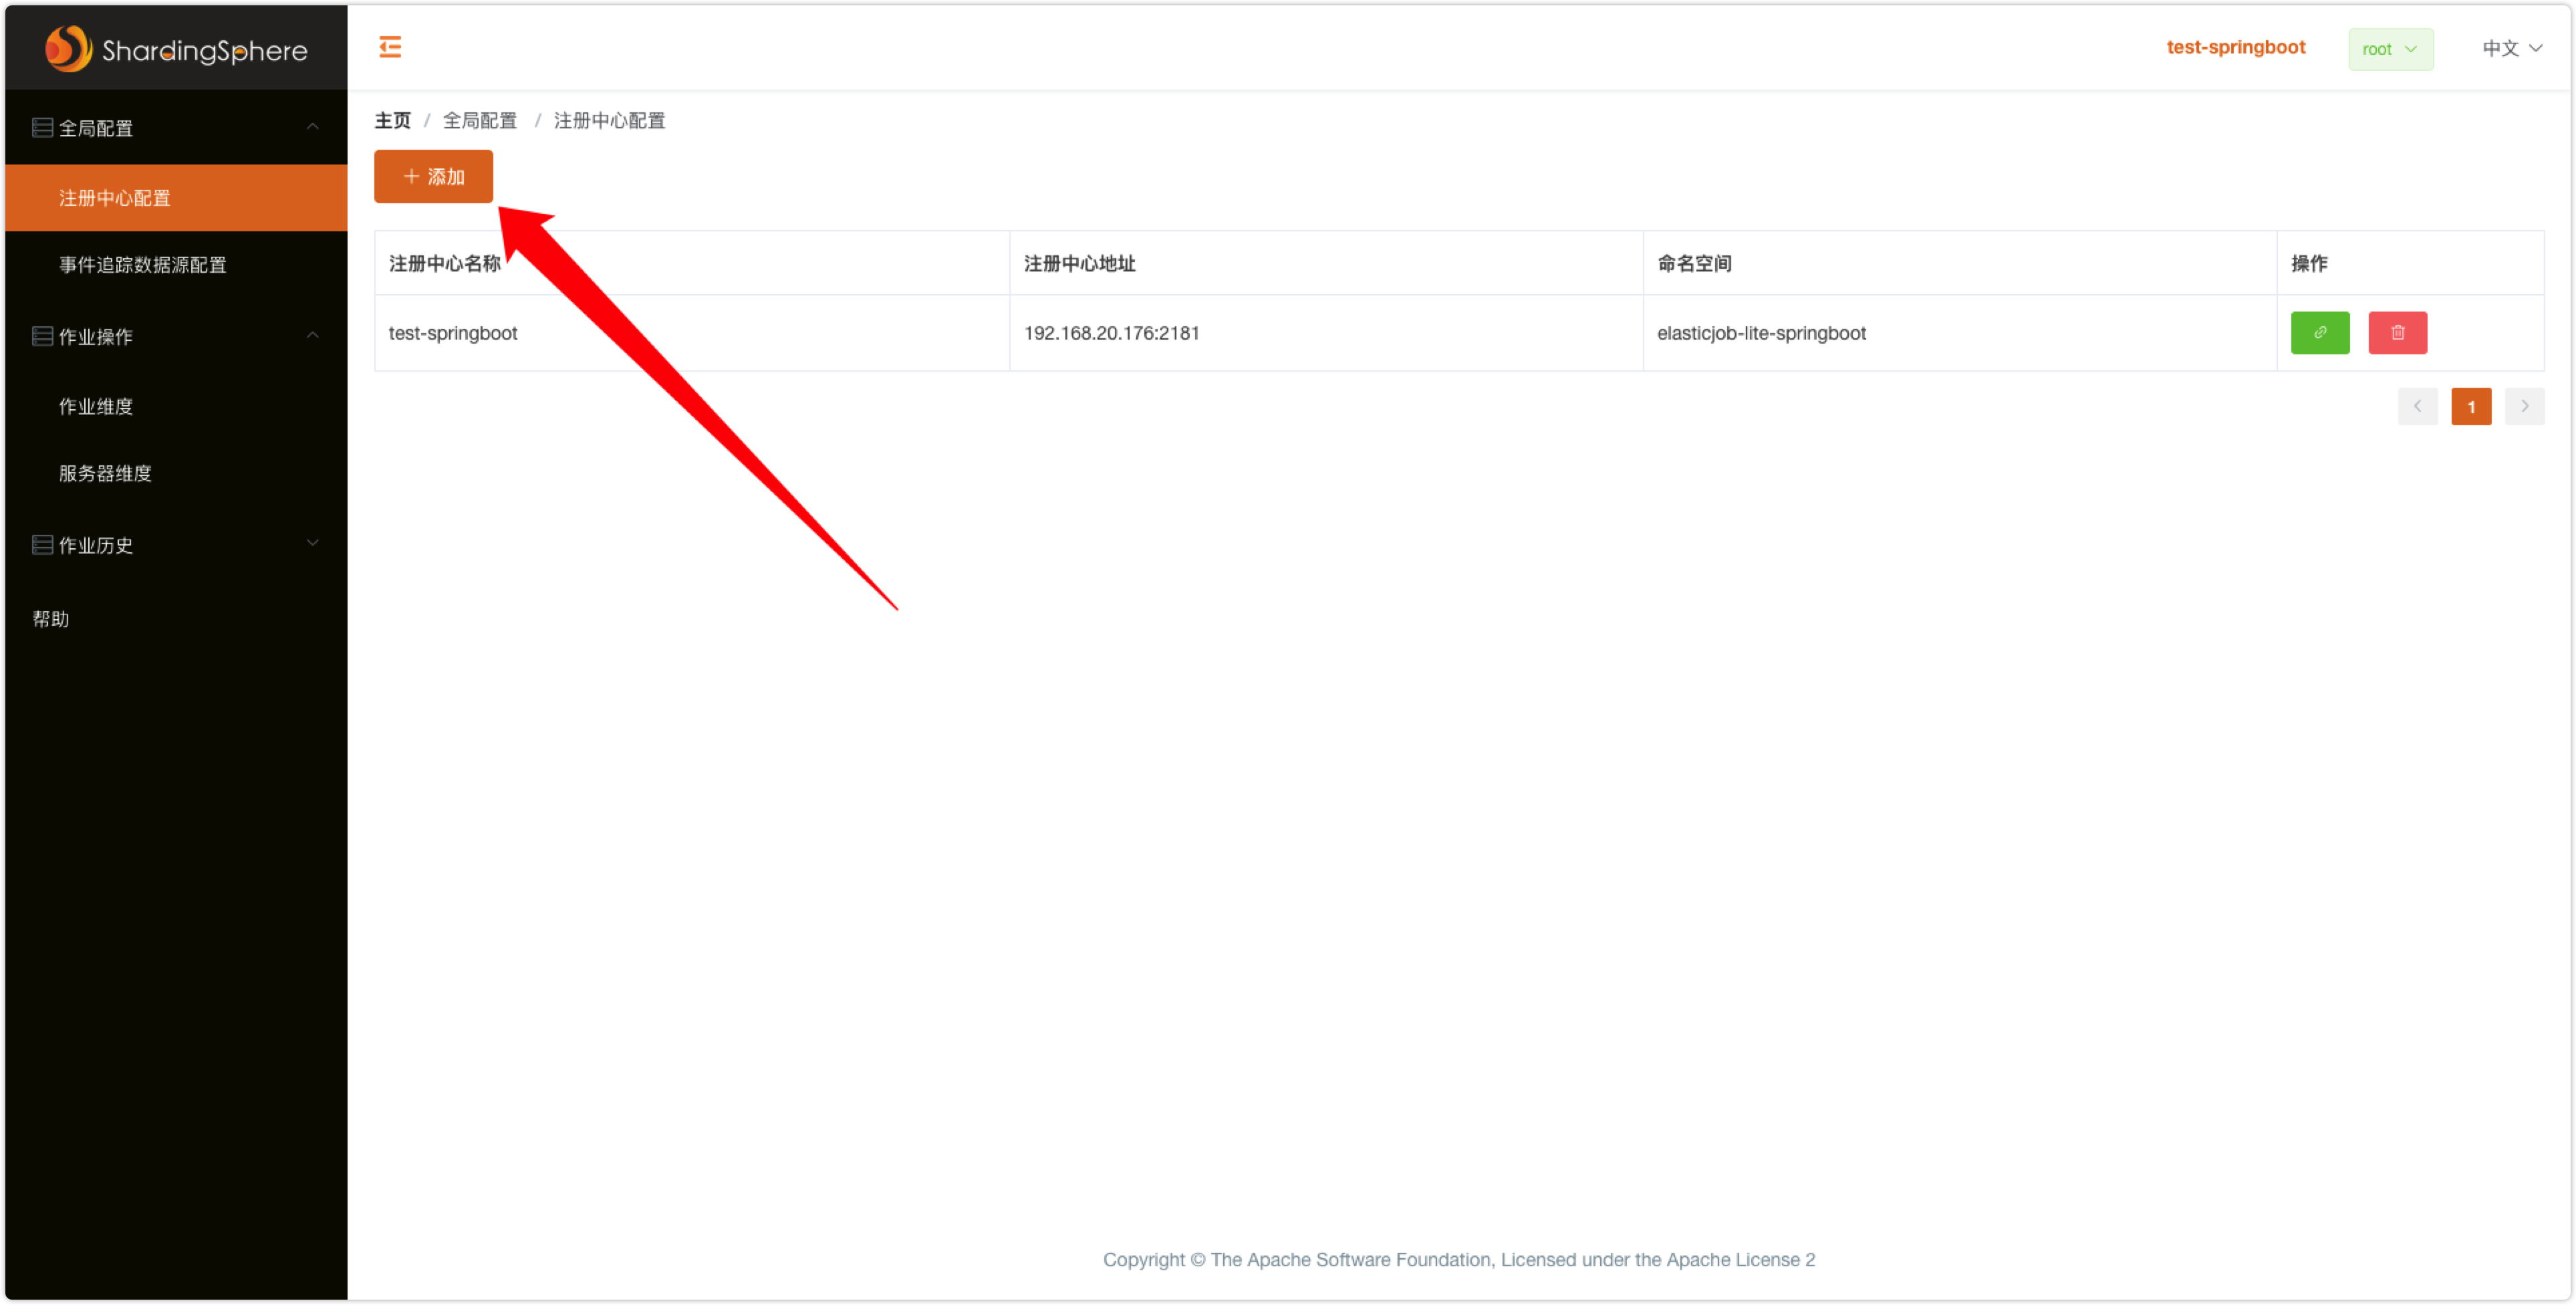 ShardingSphere
test-springboot
root
中文
全局配置
注册中心配置
事件追踪数据源配置
作业操作
作业维度
服务器维度
作业历史
帮助
主页 / 全局配置 / 注册中心配置
添加
注册中心名称 注册中心地址 命名空间 操作
test-springboot 192.168.20.176:2181 elasticjob-lite-springboot
1
Copyright © The Apache Software Foundation, Licensed under the Apache License 2